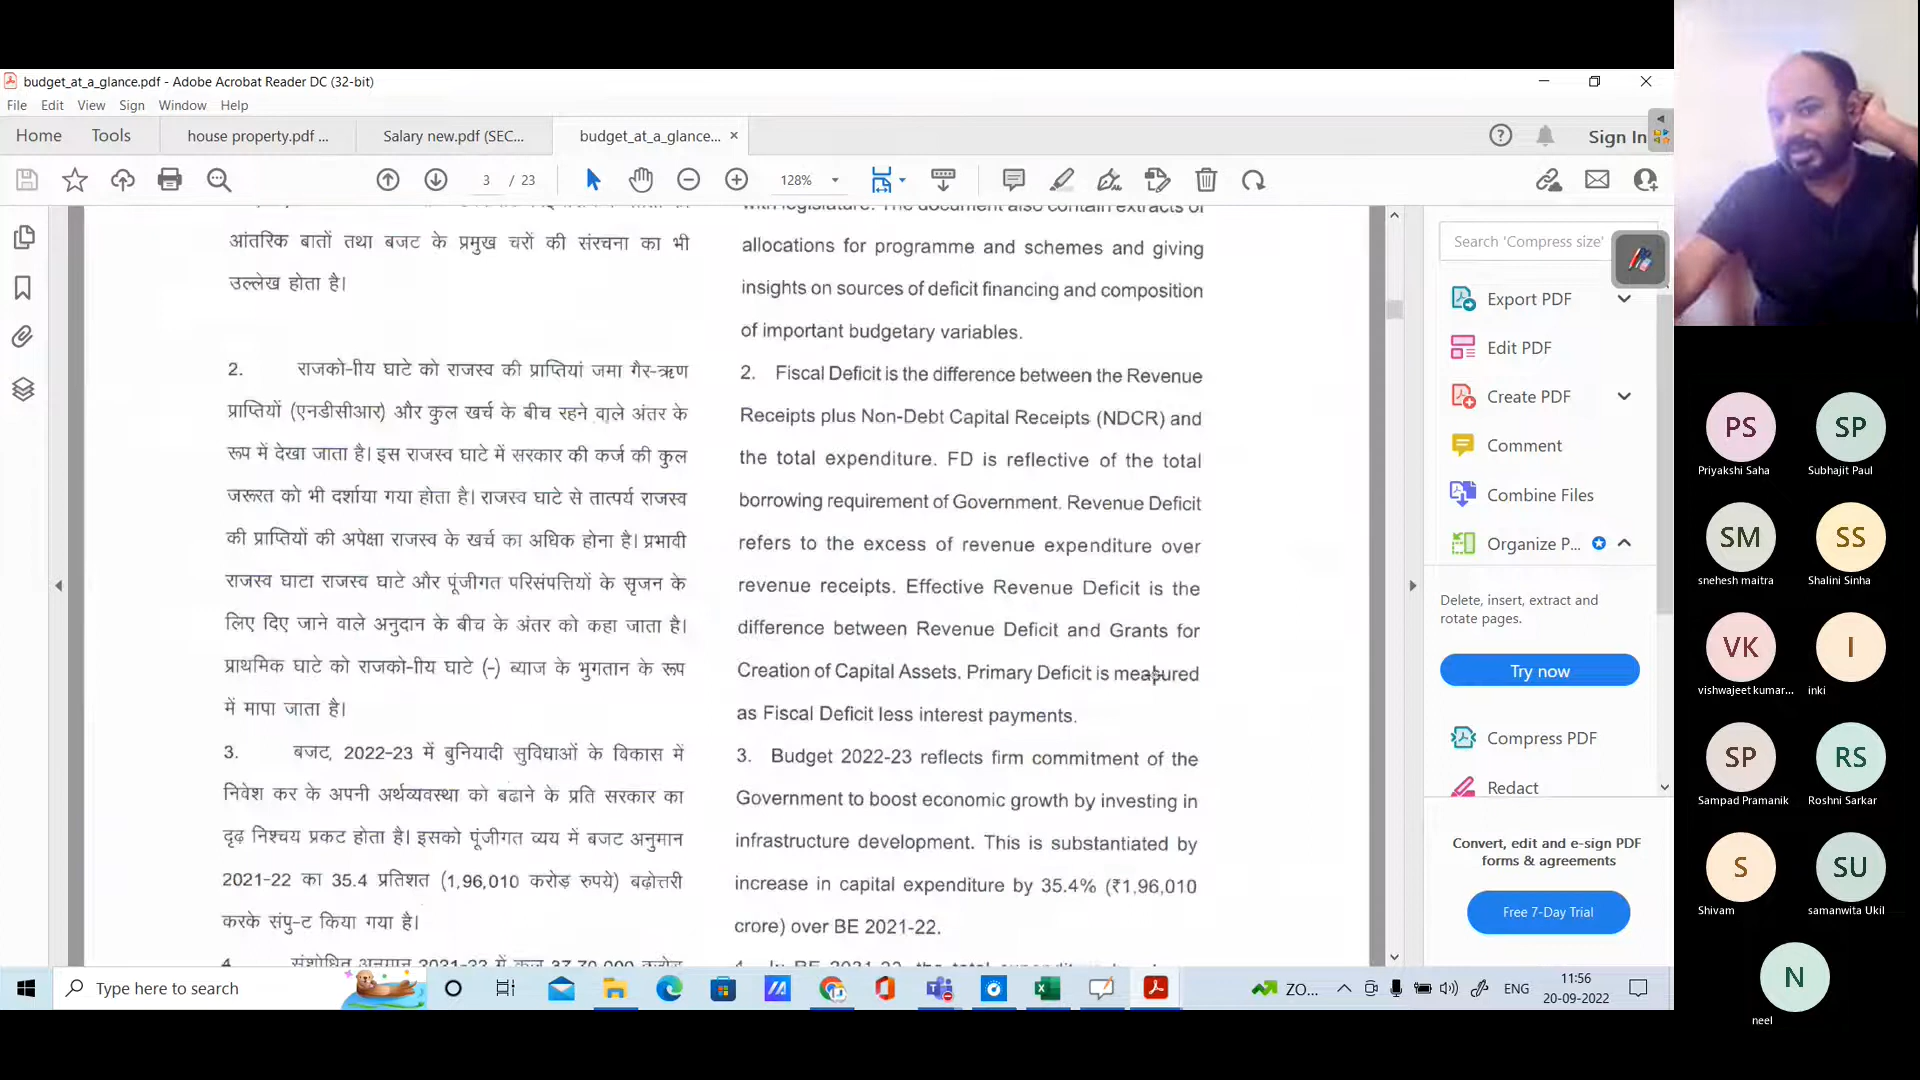 budget_at_a_glance.pdf - Adobe Acrobat Reader DC (32-bit)
File Edit View Sign Window Help
Home Tools house property.pdf ... Salary new.pdf (SEC... budget_at_a_glance... × Sign In
3 / 23 128%
आंतरिक बातों तथा बजट के प्रमुख चरों की संरचना का भी
उल्लेख होता है।
2. राजको-ाीय घाटे को राजस्व की प्राप्तियां जमा गैर-ऋण
प्राप्तियों (एनडीसीआर) और कुल खर्च के बीच रहने वाले अंतर के
रूप में देखा जाता है। इस राजस्व घाटे में सरकार की कर्ज की कुल
जरूरत को भी दर्शाया गया होता है। राजस्व घाटे से तात्पर्य राजस्व
की प्राप्तियों की अपेक्षा राजस्व के खर्च का अधिक होना है। प्रभावी
राजस्व घाटा राजस्व घाटे और पूंजीगत परिसंपत्तियों के सृजन के
लिए दिए जाने वाले अनुदान के बीच के अंतर को कहा जाता है।
प्राथमिक घाटे को राजको-ाीय घाटे (-) ब्याज के भुगतान के रूप
में मापा जाता है।
3. बजट, 2022-23 में बुनियादी सुविधाओं के विकास में
निवेश कर के अपनी अर्थव्यवस्था को बढाने के प्रति सरकार का
दृढ़ निश्चय प्रकट होता है। इसको पूंजीगत व्यय में बजट अनुमान
2021-22 का 35.4 प्रतिशत (1,96,010 करोड़ रुपये) बढ़ोत्तरी
करके संपु-ट किया गया है।
with legislature. The document also contain extracts of
allocations for programme and schemes and giving
insights on sources of deficit financing and composition
of important budgetary variables.
2. Fiscal Deficit is the difference between the Revenue
Receipts plus Non-Debt Capital Receipts (NDCR) and
the total expenditure. FD is reflective of the total
borrowing requirement of Government. Revenue Deficit
refers to the excess of revenue expenditure over
revenue receipts. Effective Revenue Deficit is the
difference between Revenue Deficit and Grants for
Creation of Capital Assets. Primary Deficit is measured
as Fiscal Deficit less interest payments.
3. Budget 2022-23 reflects firm commitment of the
Government to boost economic growth by investing in
infrastructure development. This is substantiated by
increase in capital expenditure by 35.4% (₹1,96,010
crore) over BE 2021-22.
Search 'Compress size'
Export PDF
Edit PDF
Create PDF
Comment
Combine Files
Organize P...
Delete, insert, extract and
rotate pages.
Try now
Compress PDF
Redact
Convert, edit and e-sign PDF
forms & agreements
Free 7-Day Trial
PS SP
Priyakshi Saha Subhajit Paul
SM SS
snehesh maitra Shalini Sinha
VK I
vishwajeet kumar... inki
SP RS
Sampad Pramanik Roshni Sarkar
S SU
Shivam samanwita Ukil
N
neel
Type here to search ZO... ENG 11:56
20-09-2022